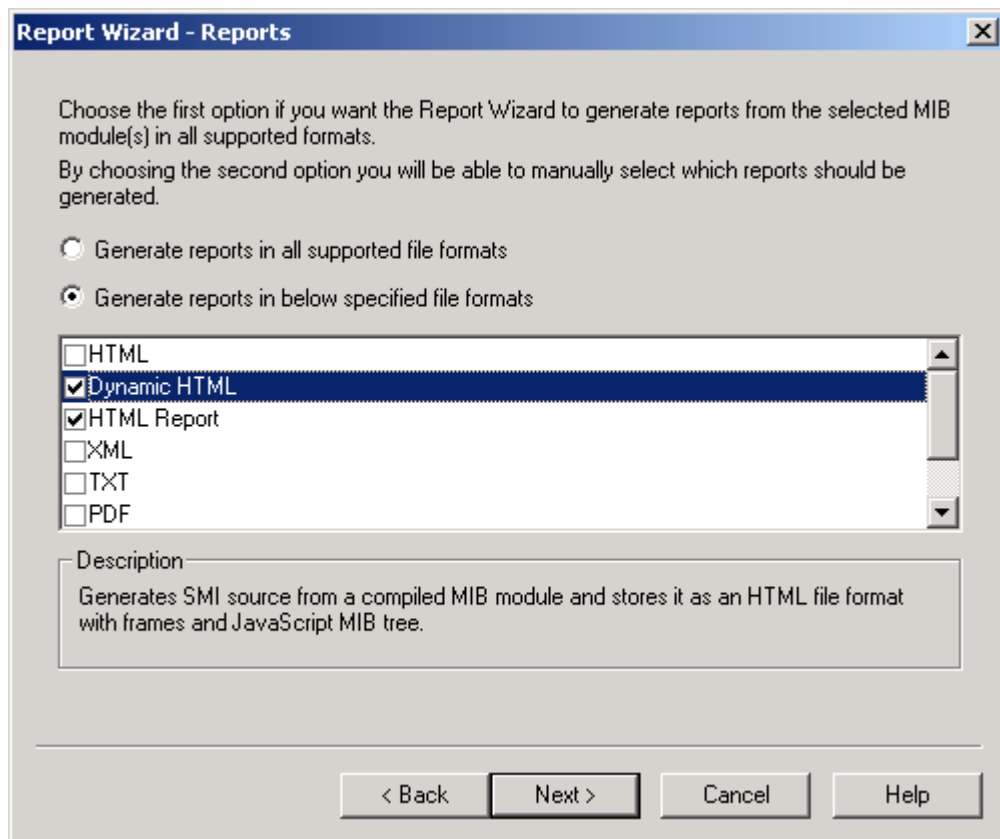 Report Wizard - Reports
Choose the first option if you want the Report Wizard to generate reports from the selected MIB
module(s) in all supported formats.
By choosing the second option you will be able to manually select which reports should be
generated.
Generate reports in all supported file formats
Generate reports in below specified file formats
HTML
Dynamic HTML
HTML Report
XML
TXT
PDF
Description
Generates SMI source from a compiled MIB module and stores it as an HTML file format
with frames and JavaScript MIB tree.
< Back
Next >
Cancel
Help